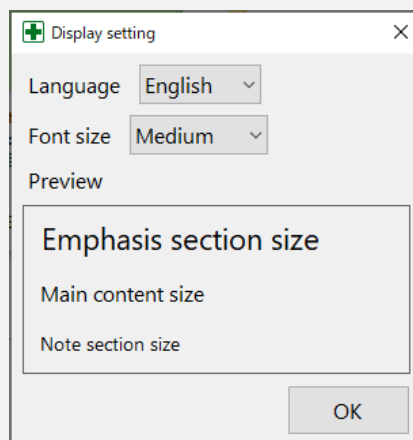 Display setting
Language English
Font size Medium
Preview
Emphasis section size
Main content size
Note section size
OK